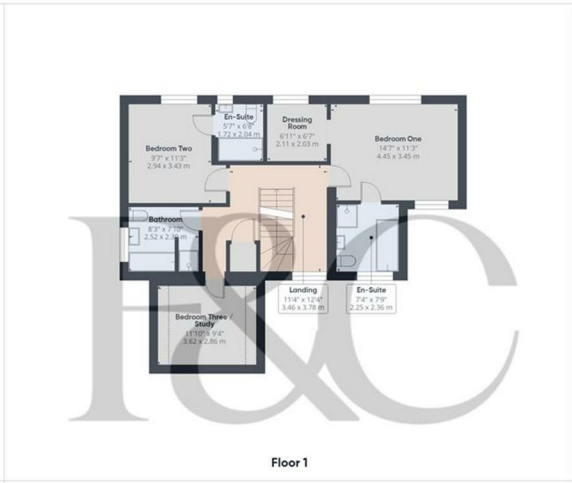 En-Suite
5'7" x 6'8"
1.72 x 2.04 m
Dressing
Room
6'11" x 6'7"
2.11 x 2.03 m
Bedroom One
14'7" x 11'3"
4.45 x 3.45 m
Bedroom Two
9'7" x 11'3"
2.94 x 3.43 m
Bathroom
8'3" x 7'10"
2.52 x 2.39 m
Landing
11'4" x 12'4"
3.46 x 3.78 m
En-Suite
7'4" x 7'9"
2.25 x 2.36 m
Bedroom Three /
Study
11'10" x 9'4"
3.62 x 2.86 m
F&C
Floor 1